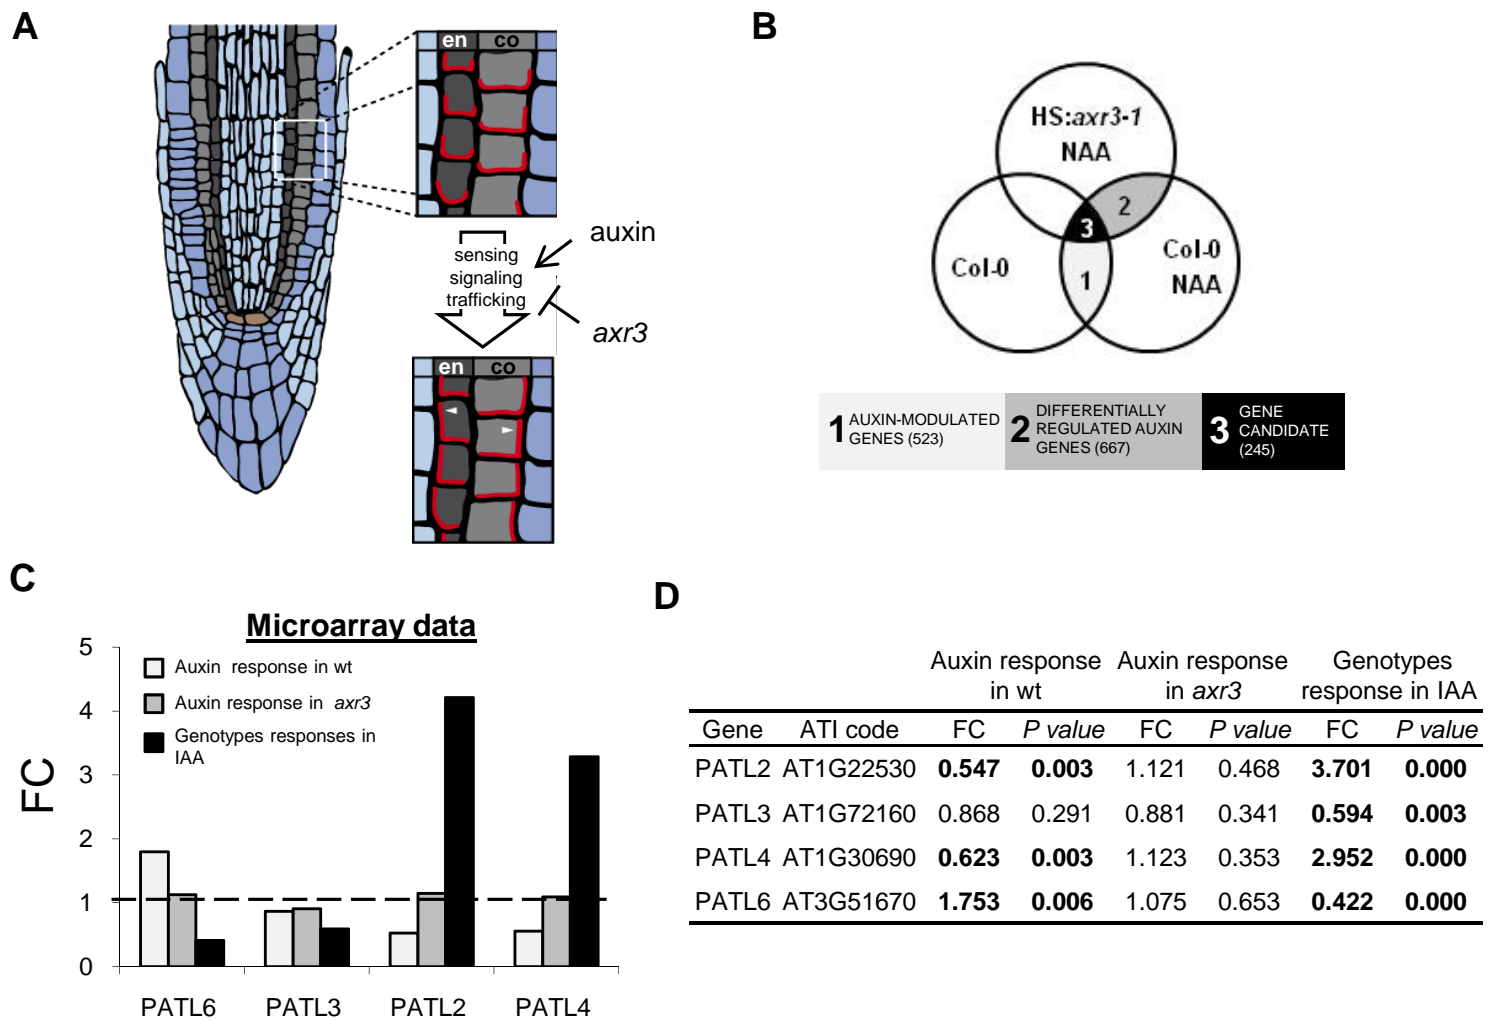 A
en co
sensing
signaling
trafficking
auxin
axr3
en co
B
HS:axr3-1
NAA
Col-0
Col-0
NAA
1
2
3
1 AUXIN-MODULATED
GENES (523)
2 DIFFERENTIALLY
REGULATED AUXIN
GENES (667)
3 GENE
CANDIDATE
(245)
C
Microarray data
FC
5
4
3
2
1
0
Auxin response in wt
Auxin response in axr3
Genotypes responses in
IAA
PATL6 PATL3 PATL2 PATL4
D
Auxin response Auxin response Genotypes
in wt in axr3 response in IAA
Gene ATI code FC P value FC P value FC P value
PATL2 AT1G22530 0.547 0.003 1.121 0.468 3.701 0.000
PATL3 AT1G72160 0.868 0.291 0.881 0.341 0.594 0.003
PATL4 AT1G30690 0.623 0.003 1.123 0.353 2.952 0.000
PATL6 AT3G51670 1.753 0.006 1.075 0.653 0.422 0.000